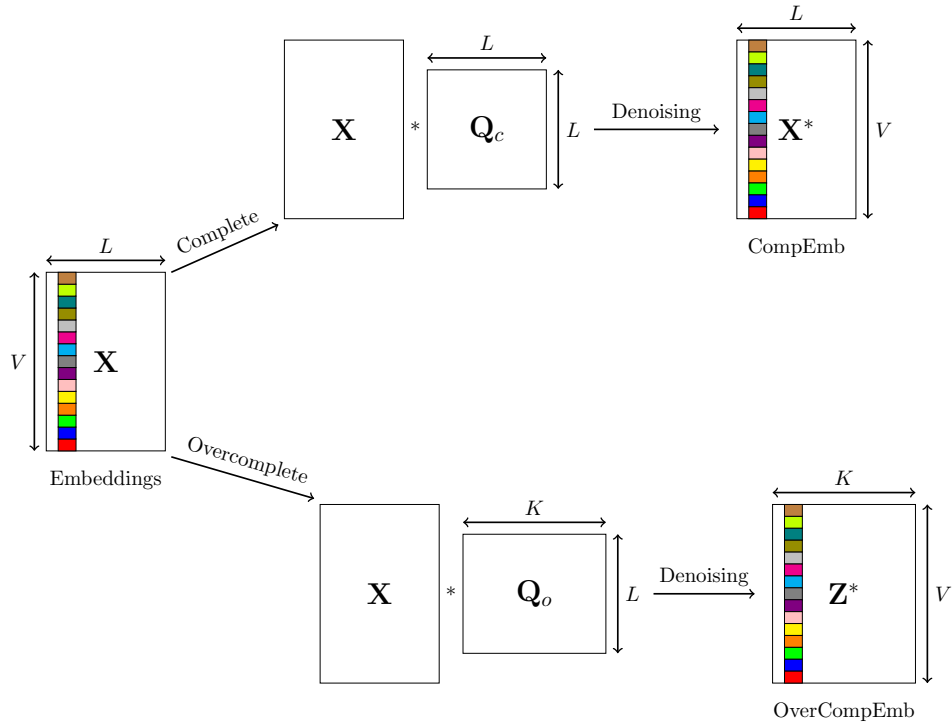 L
X
*
Q_c
L
L
Denoising
X*
L
V
CompEmb
Complete
L
V
X
Embeddings
Overcomplete
X
*
K
Q_o
L
Denoising
K
Z*
V
OverCompEmb